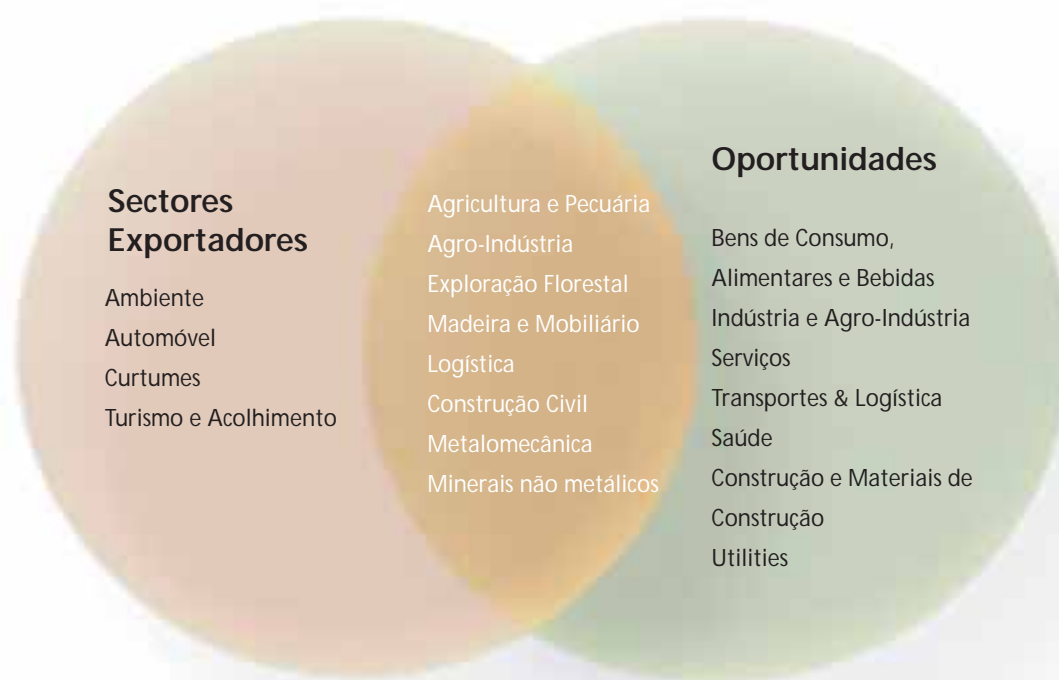 Sectores
Exportadores
Ambiente
Automóvel
Curtumes
Turismo e Acolhimento
Agricultura e Pecuária
Agro-Indústria
Exploração Florestal
Madeira e Mobiliário
Logística
Construção Civil
Metalomecânica
Minerais não metálicos
Oportunidades
Bens de Consumo,
Alimentares e Bebidas
Indústria e Agro-Indústria
Serviços
Transportes & Logística
Saúde
Construção e Materiais de
Construção
Utilities